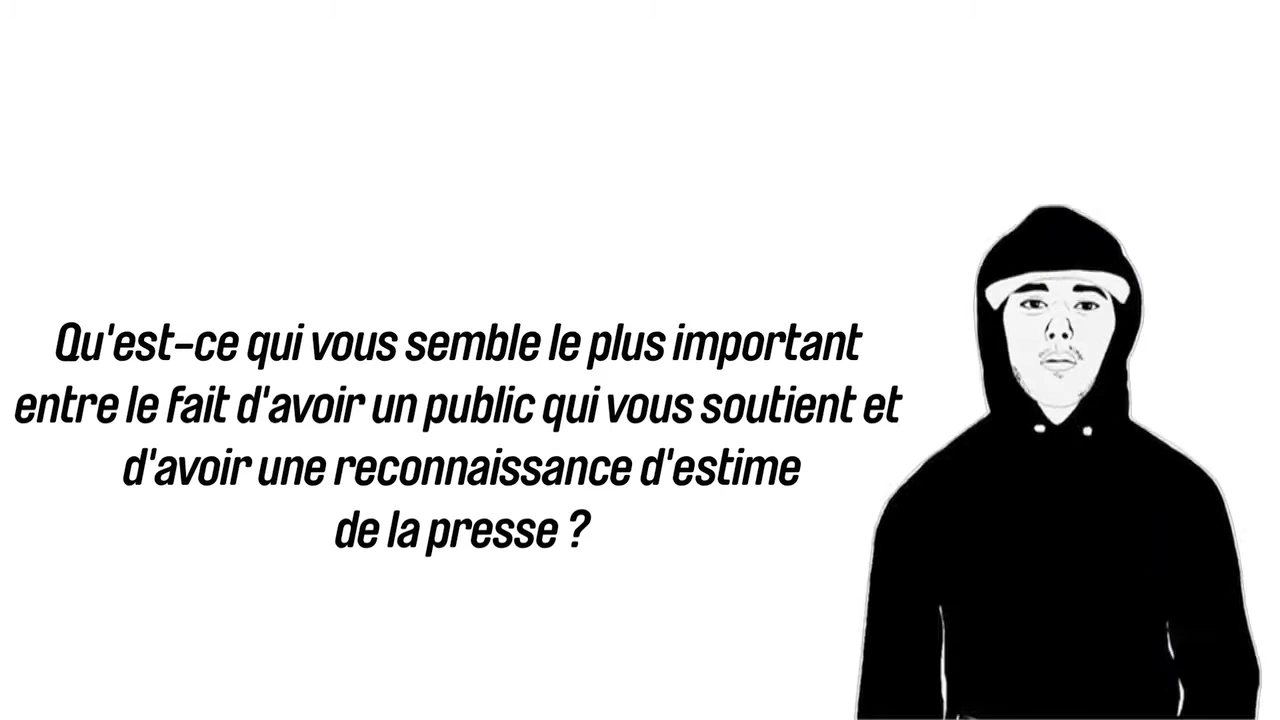 Qu'est-ce qui vous semble le plus important
entre le fait d'avoir un public qui vous soutient et
d'avoir une reconnaissance d'estime
de la presse ?